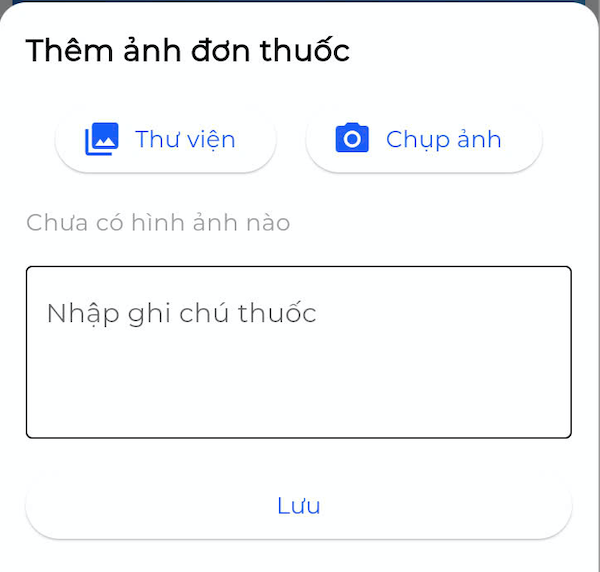 Thêm ảnh đơn thuốc
Thư viện
Chụp ảnh
Chưa có hình ảnh nào
Nhập ghi chú thuốc
Lưu